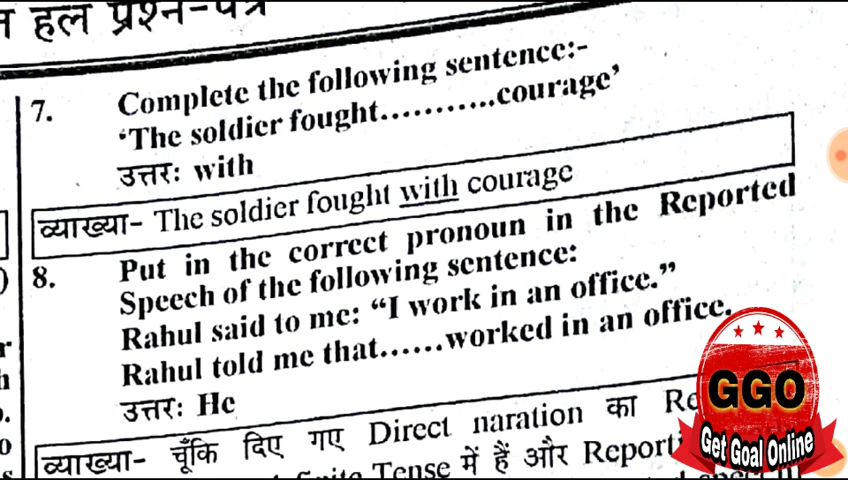 हल प्रश्न-पत्र
7. Complete the following sentence:-
‘The soldier fought...........courage’
उत्तरः with
व्याख्या- The soldier fought with courage
8. Put in the correct pronoun in the Reported
Speech of the following sentence:
Rahul said to me: “I work in an office.”
Rahul told me that......worked in an office.
उत्तरः He
व्याख्या- चूँकि दिए गए Direct naration का
Tense में हैं और
GGO
Get Goal Online